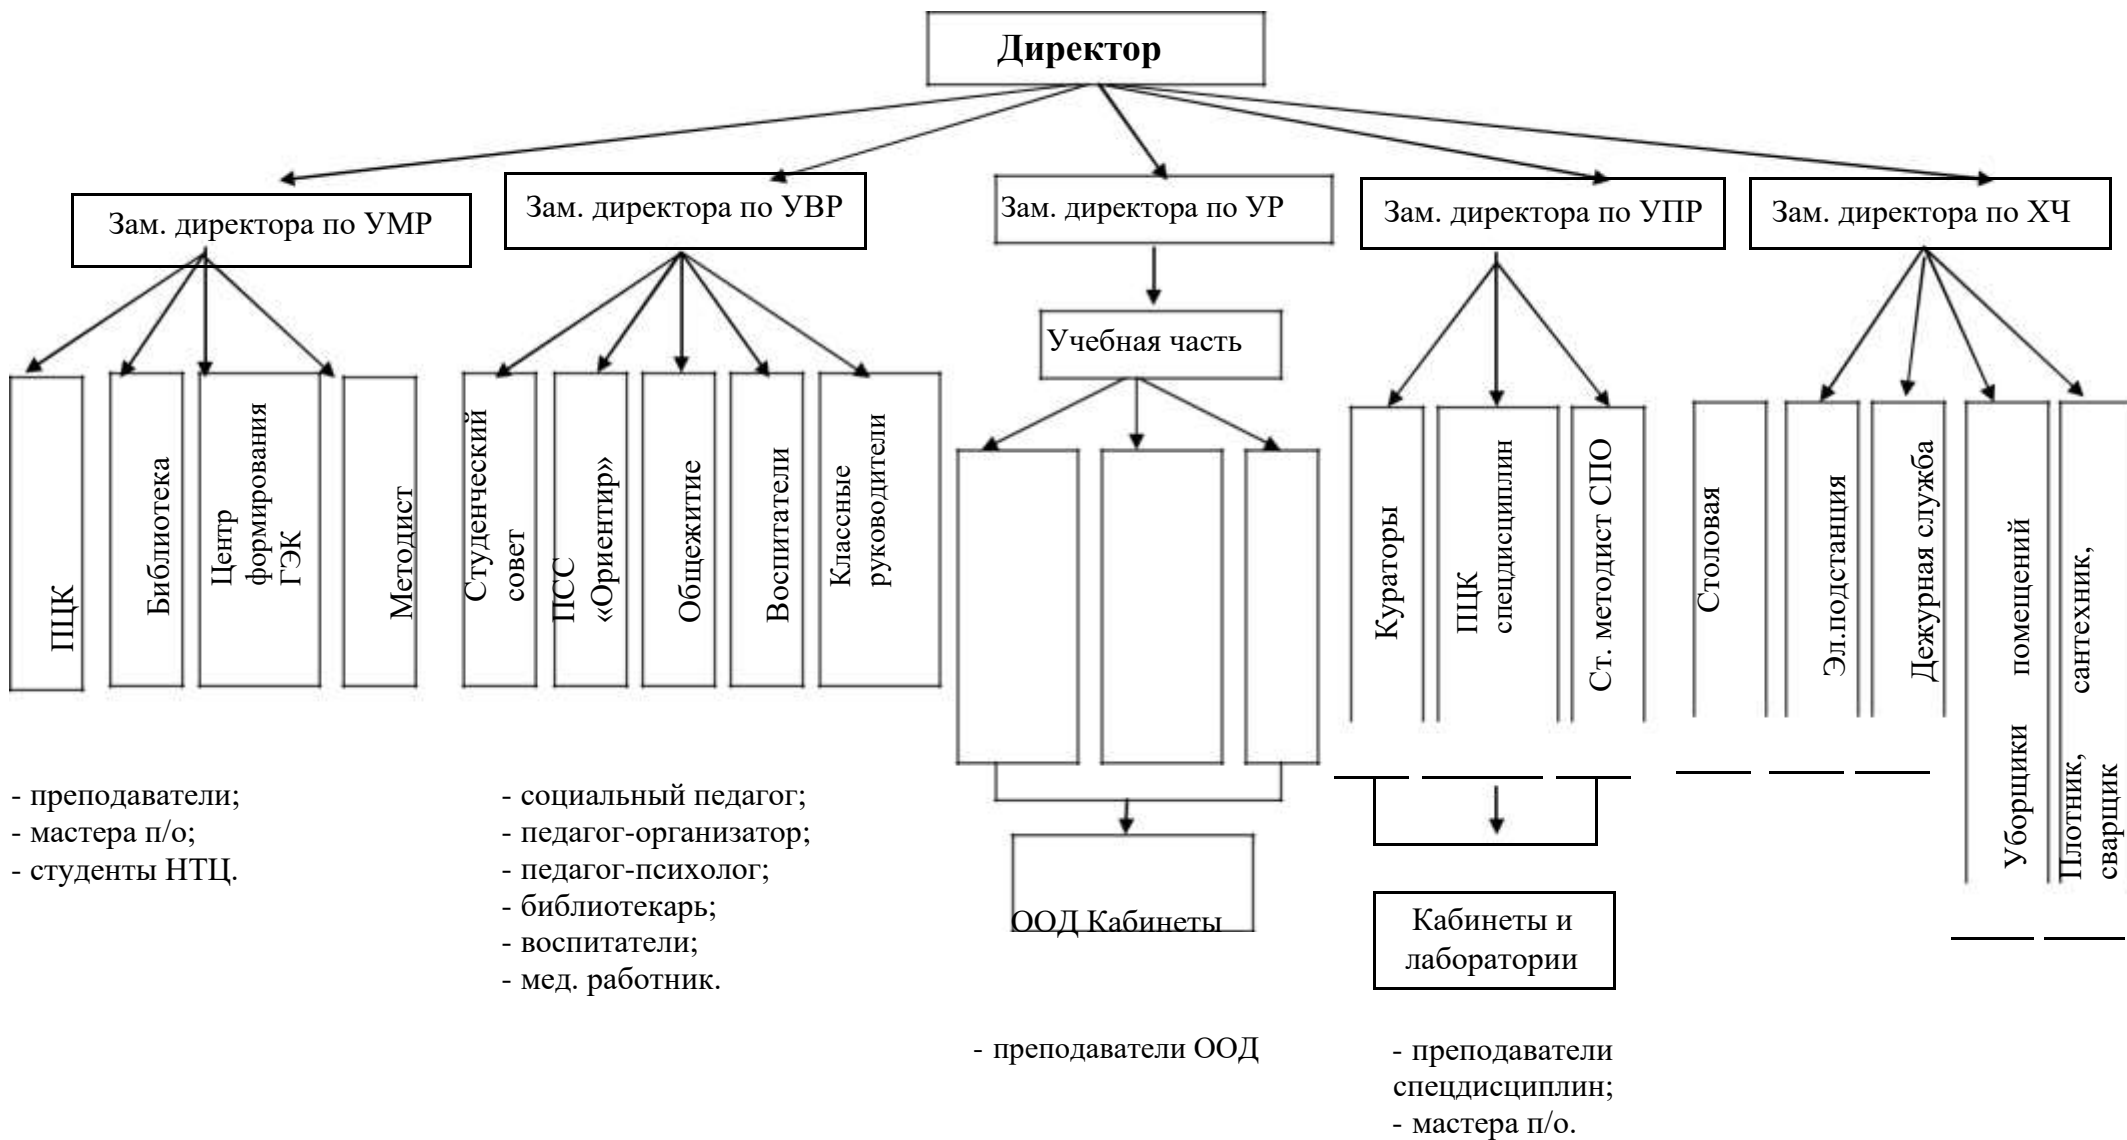 Директор
Зам. директора по УМР
Зам. директора по УВР
Зам. директора по УР
Зам. директора по УПР
Зам. директора по ХЧ
Учебная часть
ПЦК
Библиотека
Центр
формирования
ГЭК
Методист
Студенческий
совет
ПСС
«Ориентир»
Общежитие
Воспитатели
Классные
руководители
Кураторы
ПЦК
спецдисциплин
Ст. методист СПО
Столовая
Эл.подстанция
Дежурная служба
Уборщики помещений
Плотник, сантехник,
сварщик
- преподаватели;
- мастера п/о;
- студенты НТЦ.
- социальный педагог;
- педагог-организатор;
- педагог-психолог;
- библиотекарь;
- воспитатели;
- мед. работник.
ООД Кабинеты
Кабинеты и
лаборатории
- преподаватели ООД
- преподаватели
спецдисциплин;
- мастера п/о.